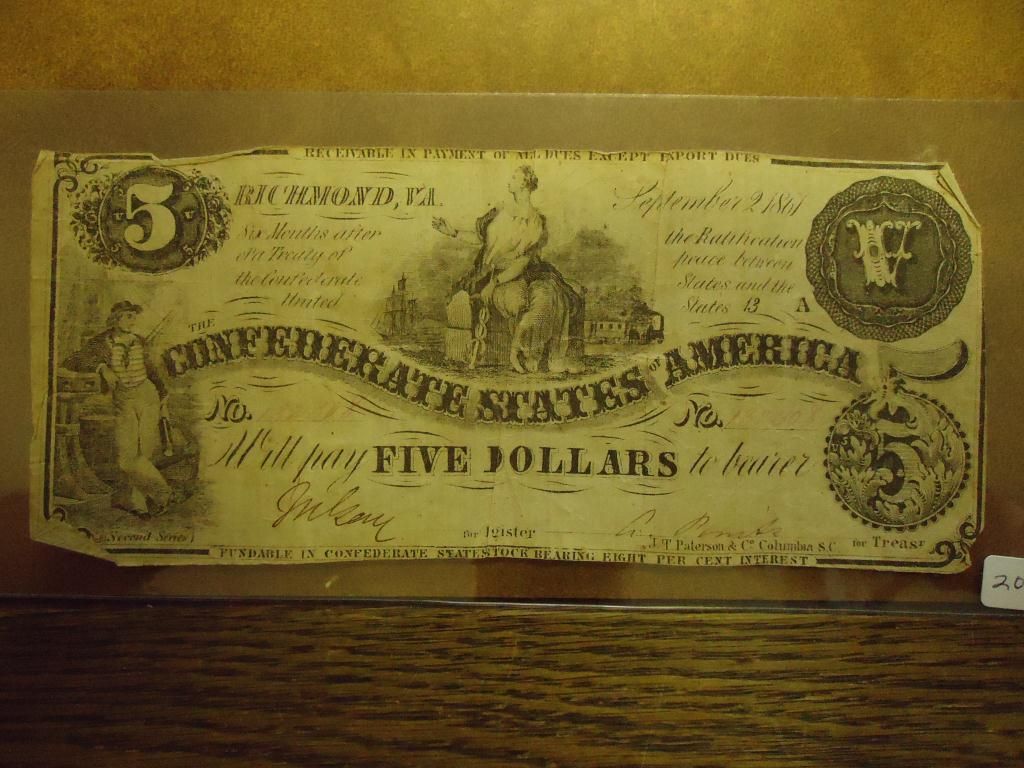 RECEIVABLE IN PAYMENT OF ALL DUES EXCEPT EXPORT DUES
5
RICHMOND, VA.
September 2 1861
Six Months after
the Ratification
of a Treaty of
peace between
the Confederate
States and the
United
States 13 A
V
THE
CONFEDERATE STATES OF AMERICA
No.
No.
Will pay FIVE DOLLARS to bearer
5
for Igister
J.T Paterson & Co Columbia S.C.
for Treasr
(Second Series)
FUNDABLE IN CONFEDERATE STATES STOCK BEARING EIGHT PER CENT INTEREST
20